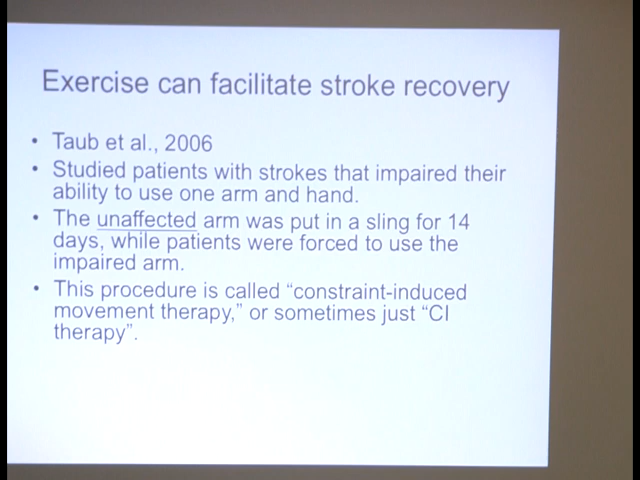 Exercise can facilitate stroke recovery
• Taub et al., 2006
• Studied patients with strokes that impaired their
ability to use one arm and hand.
• The unaffected arm was put in a sling for 14
days, while patients were forced to use the
impaired arm.
• This procedure is called “constraint-induced
movement therapy,” or sometimes just “CI
therapy”.